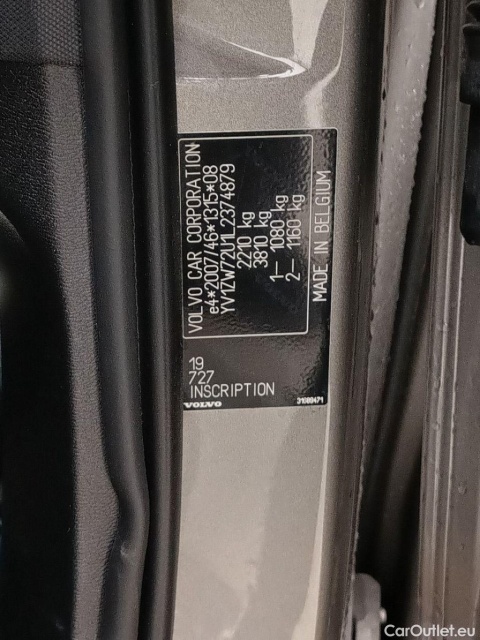 VOLVO CAR CORPORATION
e4*2007/46*1315*08
YV1ZW72U1L2374879
2210 kg
3810 kg
1– 1080 kg
2– 1160 kg
MADE IN BELGIUM
19
727
INSCRIPTION
VOLVO
31389471
CarOutlet.eu